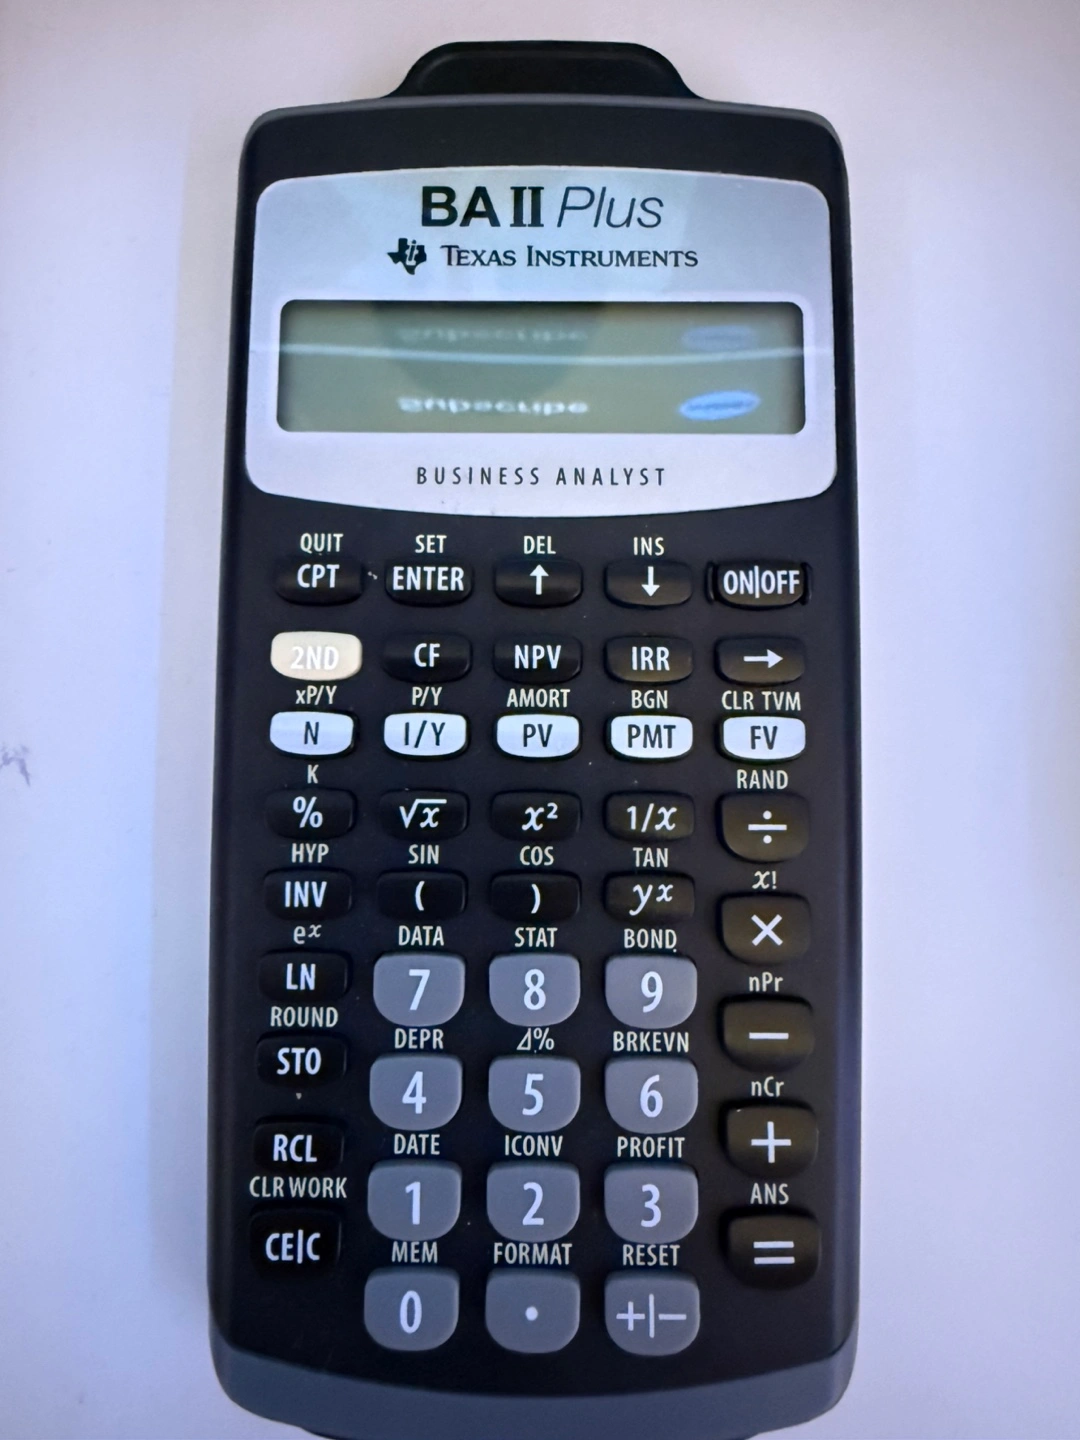 BA II Plus
TEXAS INSTRUMENTS
BUSINESS ANALYST
QUIT SET DEL INS
CPT ENTER ↑ ↓ ON|OFF
2ND CF NPV IRR →
xP/Y P/Y AMORT BGN CLR TVM
N I/Y PV PMT FV
K RAND
% √x x² 1/x ÷
HYP SIN COS TAN x!
INV ( ) yˣ ×
eˣ DATA STAT BOND nPr
LN 7 8 9 −
ROUND DEPR Δ% BRKEVN nCr
STO 4 5 6 +
DATE ICONV PROFIT ANS
RCL 1 2 3 =
CLR WORK MEM FORMAT RESET
CE|C 0 . +|−